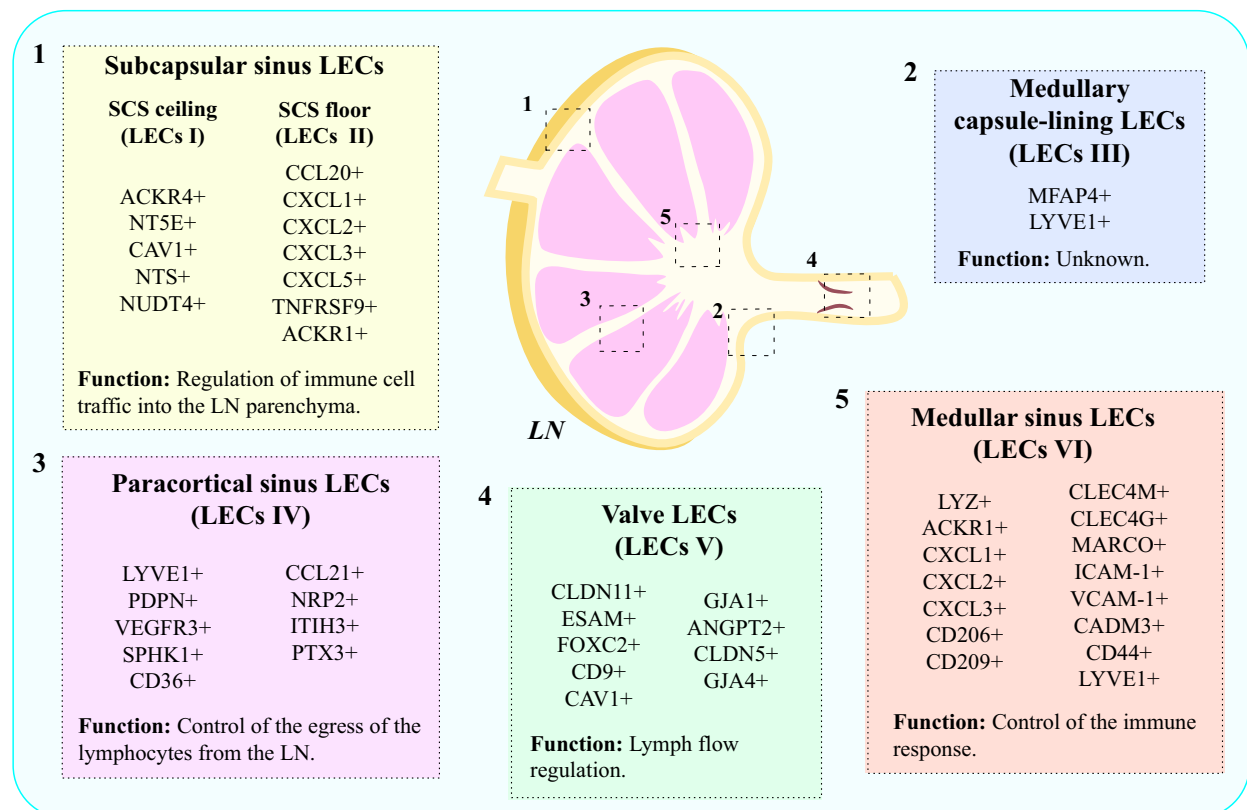 1
Subcapsular sinus LECs
SCS ceiling
(LECs I)
ACKR4+
NT5E+
CAV1+
NTS+
NUDT4+
SCS floor
(LECs II)
CCL20+
CXCL1+
CXCL2+
CXCL3+
CXCL5+
TNFRSF9+
ACKR1+
Function: Regulation of immune cell
traffic into the LN parenchyma.
1
5
3
2
4
LN
2
Medullary
capsule-lining LECs
(LECs III)
MFAP4+
LYVE1+
Function: Unknown.
3
Paracortical sinus LECs
(LECs IV)
LYVE1+
PDPN+
VEGFR3+
SPHK1+
CD36+
CCL21+
NRP2+
ITIH3+
PTX3+
Function: Control of the egress of the
lymphocytes from the LN.
4
Valve LECs
(LECs V)
CLDN11+
ESAM+
FOXC2+
CD9+
CAV1+
GJA1+
ANGPT2+
CLDN5+
GJA4+
Function: Lymph flow
regulation.
5
Medullar sinus LECs
(LECs VI)
LYZ+
ACKR1+
CXCL1+
CXCL2+
CXCL3+
CD206+
CD209+
CLEC4M+
CLEC4G+
MARCO+
ICAM-1+
VCAM-1+
CADM3+
CD44+
LYVE1+
Function: Control of the immune
response.